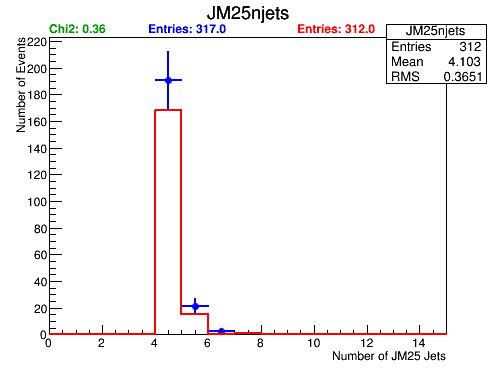 JM25njets
Chi2: 0.36 Entries: 317.0 Entries: 312.0
JM25njets
Entries 312
Mean 4.103
RMS 0.3651
Number of Events
220
200
180
160
140
120
100
80
60
40
20
0
0 2 4 6 8 10 12 14
Number of JM25 Jets